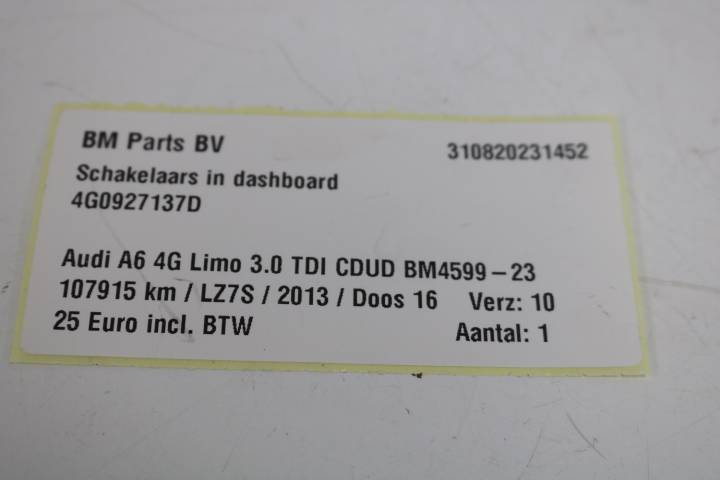 BM Parts BV 310820231452
Schakelaars in dashboard
4G0927137D
Audi A6 4G Limo 3.0 TDI CDUD BM4599-23
107915 km / LZ7S / 2013 / Doos 16 Verz: 10
25 Euro incl. BTW Aantal: 1